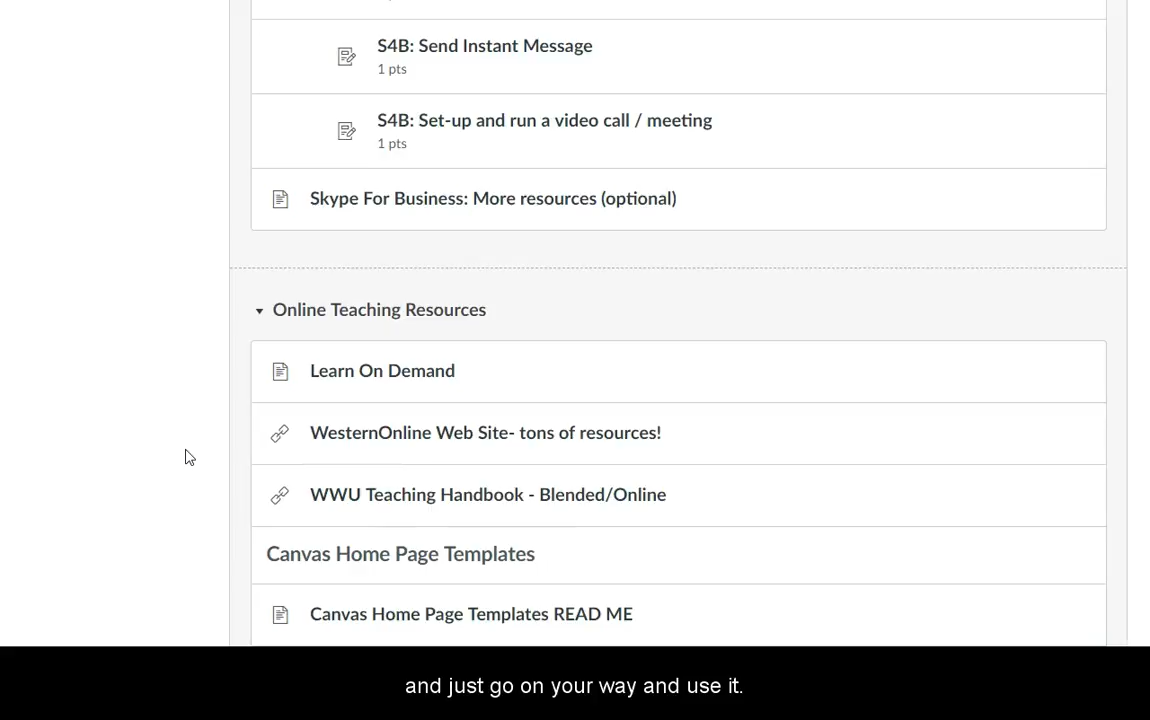 S4B: Send Instant Message
1 pts
S4B: Set-up and run a video call / meeting
1 pts
Skype For Business: More resources (optional)
Online Teaching Resources
Learn On Demand
WesternOnline Web Site- tons of resources!
WWU Teaching Handbook - Blended/Online
Canvas Home Page Templates
Canvas Home Page Templates READ ME
and just go on your way and use it.